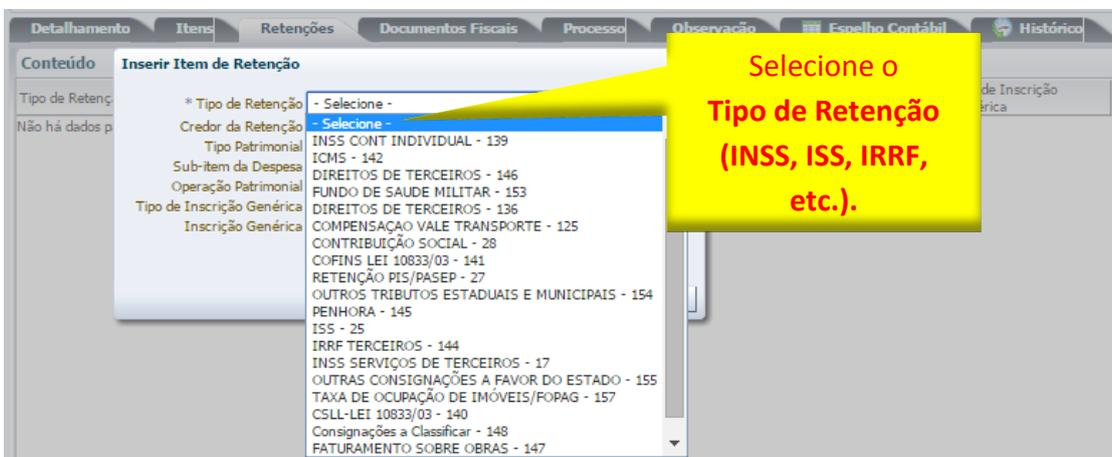 Detalhamento Itens Retenções Documentos Fiscais Processo Observação Espelho Contábil Histórico
Conteúdo
Inserir Item de Retenção
Tipo de Retenç
de Inscrição
érica
Não há dados p
* Tipo de Retenção - Selecione -
Credor da Retenção
Tipo Patrimonial
Sub-item da Despesa
Operação Patrimonial
Tipo de Inscrição Genérica
Inscrição Genérica
- Selecione -
INSS CONT INDIVIDUAL - 139
ICMS - 142
DIREITOS DE TERCEIROS - 146
FUNDO DE SAUDE MILITAR - 153
DIREITOS DE TERCEIROS - 136
COMPENSAÇAO VALE TRANSPORTE - 125
CONTRIBUIÇÃO SOCIAL - 28
COFINS LEI 10833/03 - 141
RETENÇÃO PIS/PASEP - 27
OUTROS TRIBUTOS ESTADUAIS E MUNICIPAIS - 154
PENHORA - 145
ISS - 25
IRRF TERCEIROS - 144
INSS SERVIÇOS DE TERCEIROS - 17
OUTRAS CONSIGNAÇÕES A FAVOR DO ESTADO - 155
TAXA DE OCUPAÇÃO DE IMÓVEIS/FOPAG - 157
CSLL-LEI 10833/03 - 140
Consignações a Classificar - 148
FATURAMENTO SOBRE OBRAS - 147
Selecione o
Tipo de Retenção
(INSS, ISS, IRRF,
etc.).